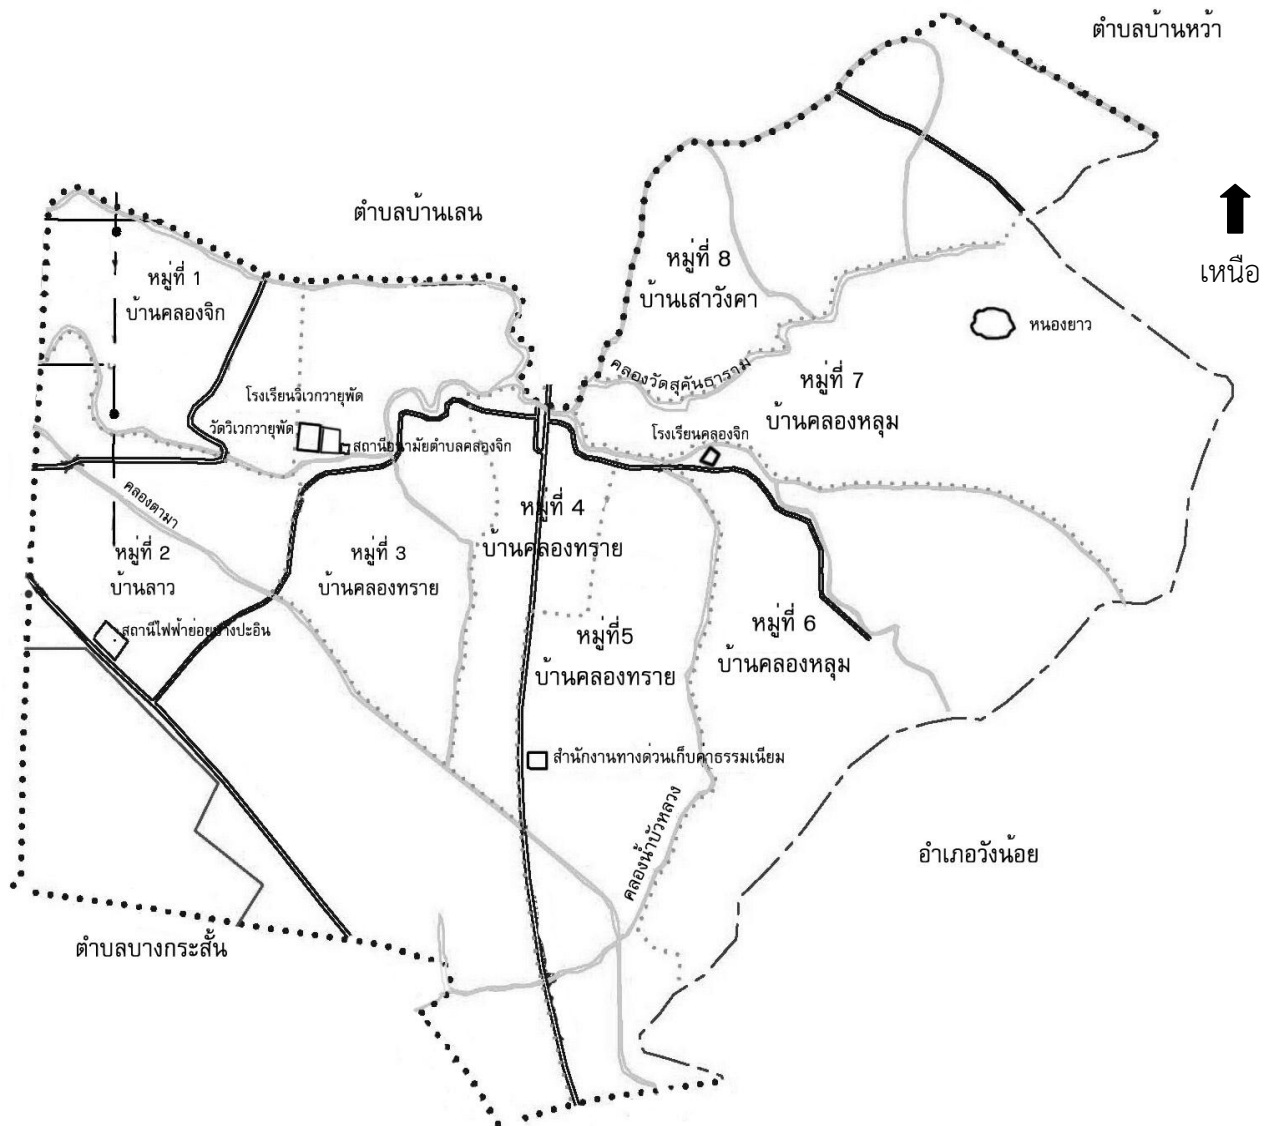 ตำบลบ้านหว้า
ตำบลบ้านเลน
เหนือ
หมู่ที่ 1
บ้านคลองจิก
หมู่ที่ 8
บ้านเสาวังคา
หนองยาว
คลองวัดสุคันธาราม
หมู่ที่ 7
บ้านคลองหลุม
โรงเรียนวิเวกวายุพัด
วัดวิเวกวายุพัด
สถานีอนามัยตำบลคลองจิก
โรงเรียนคลองจิก
คลองตามา
หมู่ที่ 4
บ้านคลองทราย
หมู่ที่ 2
บ้านลาว
หมู่ที่ 3
บ้านคลองทราย
สถานีไฟฟ้าย่อยบางปะอิน
หมู่ที่5
บ้านคลองทราย
หมู่ที่ 6
บ้านคลองหลุม
สำนักงานทางด่วนเก็บค่าธรรมเนียม
คลองน้ำบัวหลวง
อำเภอวังน้อย
ตำบลบางกระสั้น